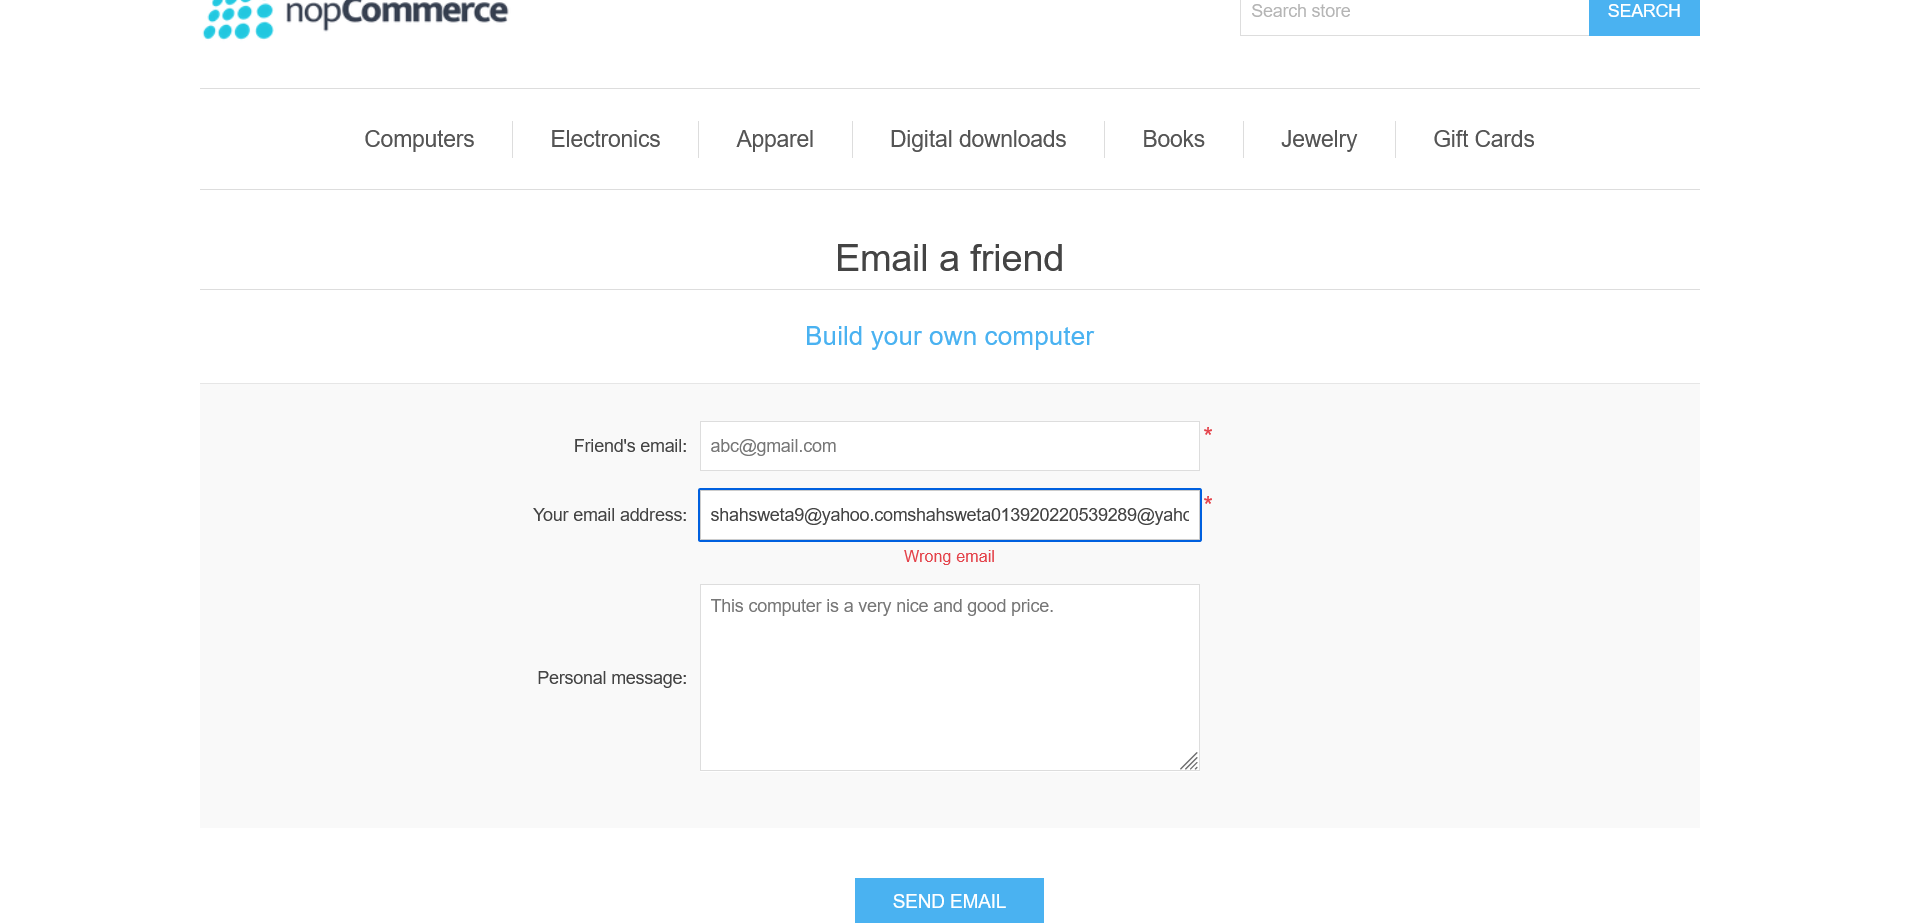 nopCommerce
Search store
SEARCH
Computers
Electronics
Apparel
Digital downloads
Books
Jewelry
Gift Cards
Email a friend
Build your own computer
Friend's email:
abc@gmail.com
*
Your email address:
shahsweta9@yahoo.comshahsweta013920220539289@yaho
*
Wrong email
This computer is a very nice and good price.
Personal message:
SEND EMAIL